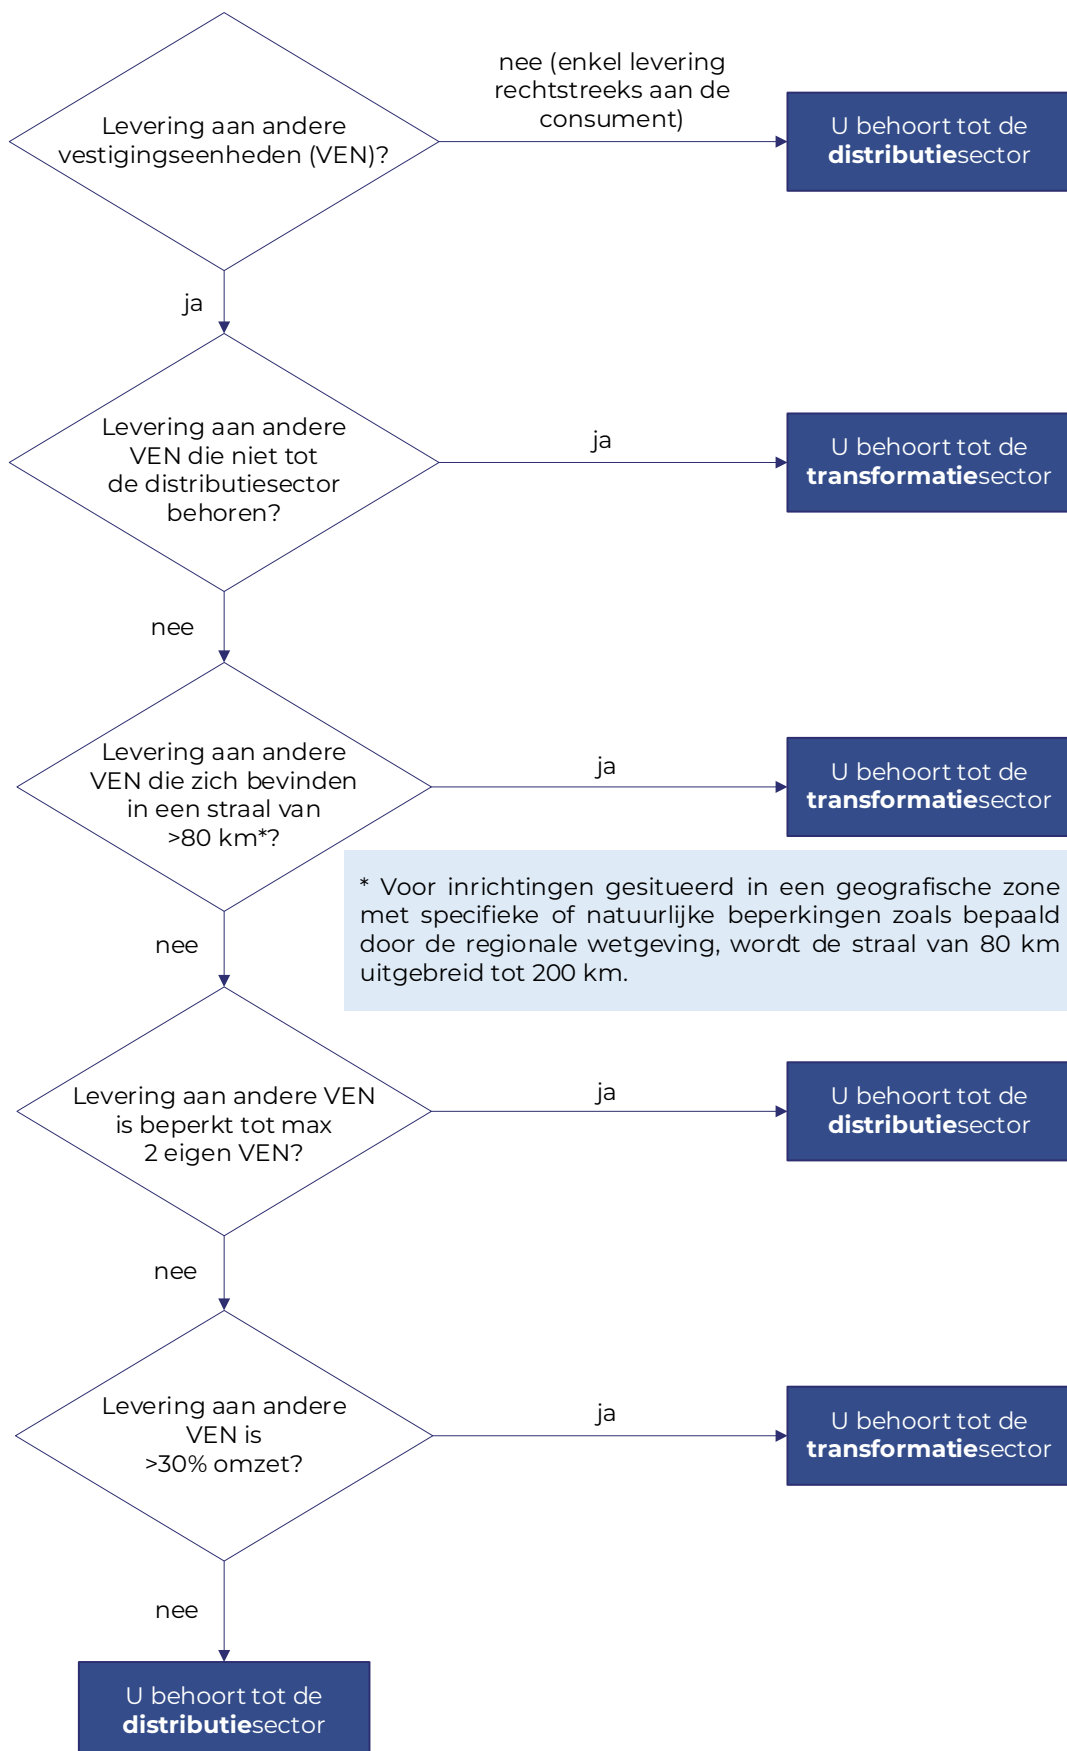 Levering aan andere
vestigingseenheden (VEN)?
nee (enkel levering
rechtstreeks aan de
consument)
U behoort tot de
distributiesector
ja
Levering aan andere
VEN die niet tot
de distributiesector
behoren?
ja
U behoort tot de
transformatiesector
nee
Levering aan andere
VEN die zich bevinden
in een straal van
>80 km*?
ja
U behoort tot de
transformatiesector
* Voor inrichtingen gesitueerd in een geografische zone
met specifieke of natuurlijke beperkingen zoals bepaald
door de regionale wetgeving, wordt de straal van 80 km
uitgebreid tot 200 km.
nee
Levering aan andere VEN
is beperkt tot max
2 eigen VEN?
ja
U behoort tot de
distributiesector
nee
Levering aan andere
VEN is
>30% omzet?
ja
U behoort tot de
transformatiesector
nee
U behoort tot de
distributiesector